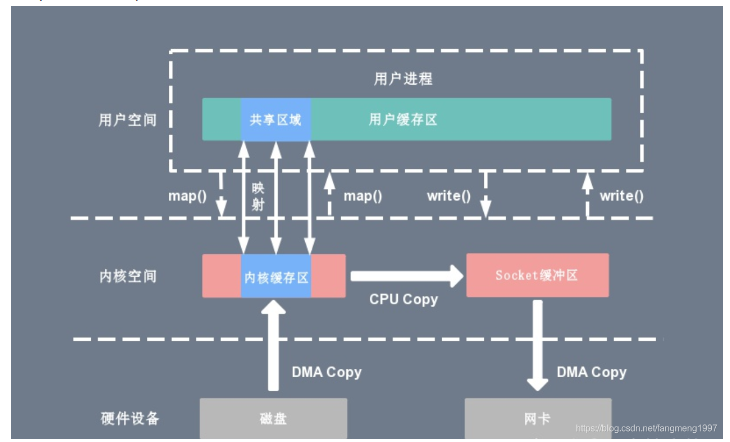 用户进程
用户空间
共享区域
用户缓存区
map()
映
射
map()
write()
write()
内核空间
内核缓存区
CPU Copy
Socket缓冲区
DMA Copy
DMA Copy
硬件设备
磁盘
网卡
https://blog.csdn.net/fangmeng1997